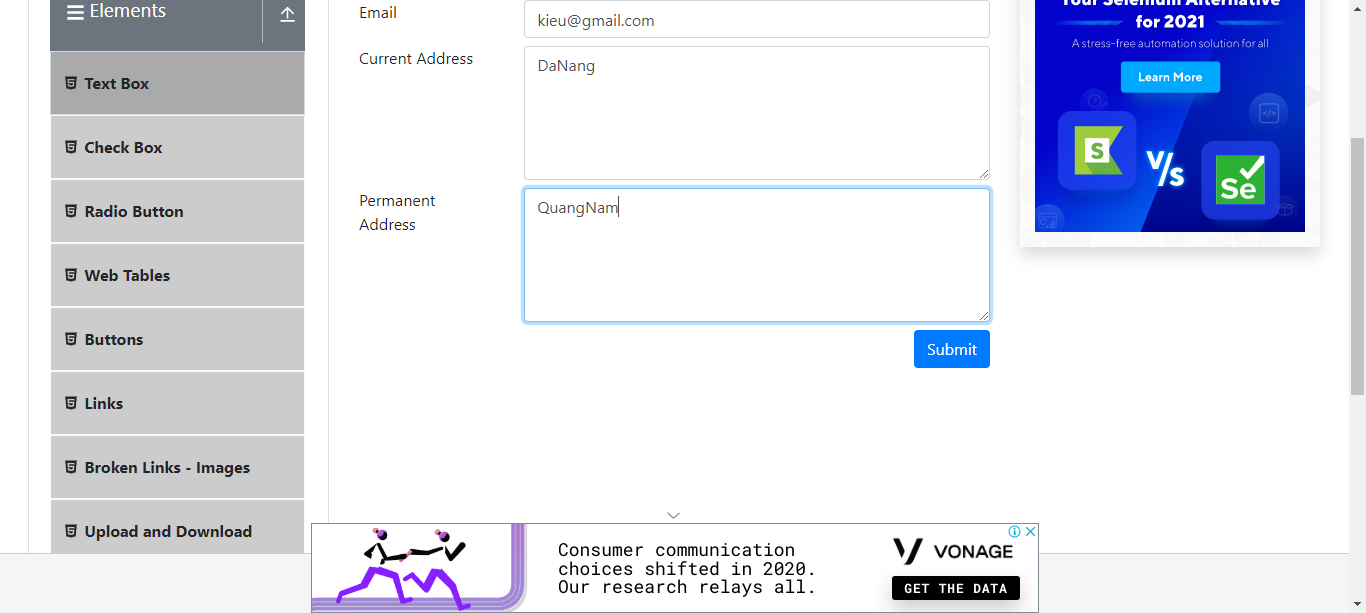 Elements
Text Box
Check Box
Radio Button
Web Tables
Buttons
Links
Broken Links - Images
Upload and Download
Email
kieu@gmail.com
Current Address
DaNang
Permanent
Address
QuangNam
Submit
Your Selenium Alternative
for 2021
A stress-free automation solution for all
Learn More
S
V/s
Se
Consumer communication
choices shifted in 2020.
Our research relays all.
VONAGE
GET THE DATA